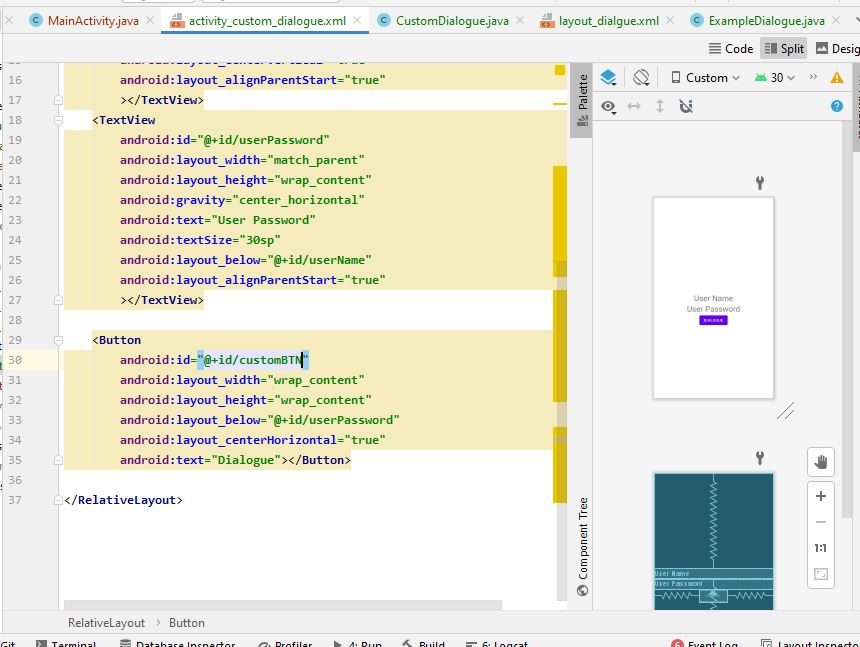 MainActivity.java
activity_custom_dialogue.xml
CustomDialogue.java
layout_dialgue.xml
ExampleDialogue.java
Code
Split
Desig
Palette
Custom
30
16 android:layout_alignParentStart="true"
17 ></TextView>
18 <TextView
19 android:id="@+id/userPassword"
20 android:layout_width="match_parent"
21 android:layout_height="wrap_content"
22 android:gravity="center_horizontal"
23 android:text="User Password"
24 android:textSize="30sp"
25 android:layout_below="@+id/userName"
26 android:layout_alignParentStart="true"
27 ></TextView>
28
29 <Button
30 android:id="@+id/customBTN"
31 android:layout_width="wrap_content"
32 android:layout_height="wrap_content"
33 android:layout_below="@+id/userPassword"
34 android:layout_centerHorizontal="true"
35 android:text="Dialogue"></Button>
36
37 </RelativeLayout>
User Name
User Password
DIALOGUE
Component Tree
1:1
User Name
User Password
RelativeLayout > Button
Git
Terminal
Database Inspector
Profiler
4: Run
Build
6: Logcat
Event Log
Layout Inspecto